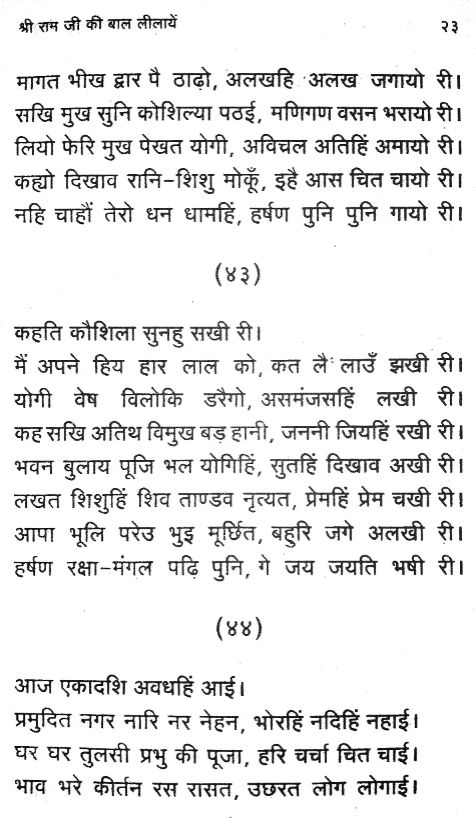 श्री राम जी की बाल लीलायें २३
मागत भीख द्वार पै ठाढ़ो, अलखहि अलख जगायो री।
सखि मुख सुनि कोशिल्या पठई, मणिगण वसन भरायो री।
लियो फेरि मुख पेखत योगी, अविचल अतिहिं अमायो री।
कह्यो दिखाव रानि-शिशु मोकूँ, इहै आस चित चायो री।
नहि चाहौं तेरो धन धामहिं, हर्षण पुनि पुनि गायो री।
(४३)
कहति कौशिला सुनहु सखी री।
मैं अपने हिय हार लाल को, कत लै लाउँ झखी री।
योगी वेष विलोकि डरैगो, असमंजसहिं लखी री।
कह सखि अतिथ विमुख बड़ हानी, जननी जियहिं रखी री।
भवन बुलाय पूजि भल योगिहिं, सुतहिं दिखाव अखी री।
लखत शिशुहिं शिव ताण्डव नृत्यत, प्रेमहिं प्रेम चखी री।
आपा भूलि परेउ भुइ मूर्छित, बहुरि जगे अलखी री।
हर्षण रक्षा-मंगल पढ़ि पुनि, गे जय जयति भषी री।
(४४)
आज एकादशि अवधहिं आई।
प्रमुदित नगर नारि नर नेहन, भोरहिं नदिहिं नहाई।
घर घर तुलसी प्रभु की पूजा, हरि चर्चा चित चाई।
भाव भरे कीर्तन रस रासत, उछरत लोग लोगाई।